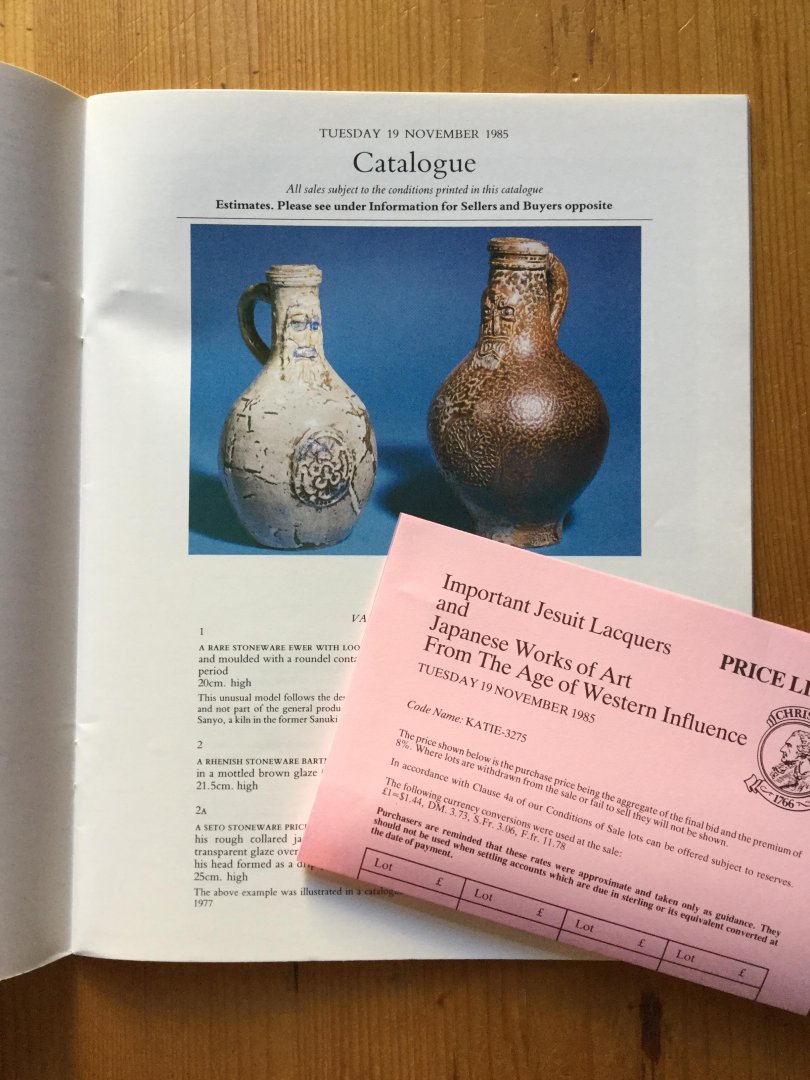 TUESDAY 19 NOVEMBER 1985
Catalogue
All sales subject to the conditions printed in this catalogue
Estimates. Please see under Information for Sellers and Buyers opposite
VA
1
A RARE STONEWARE EWER WITH LOO
and moulded with a roundel conta
period
20cm. high
This unusual model follows the de
and not part of the general produ
Sanyo, a kiln in the former Sanuki
2
A RHENISH STONEWARE BART
in a mottled brown glaze
21.5cm. high
2A
A SETO STONEWARE PRIC
his rough collared ja
transparent glaze over
his head formed as a drip
25cm. high
The above example was illustrated in a catalogue
1977
Important Jesuit Lacquers
and
Japanese Works of Art
From The Age of Western Influence
TUESDAY 19 NOVEMBER 1985
PRICE LI
Code Name: KATIE-3275
CHRIS
1766
The price shown below is the purchase price being the aggregate of the final bid and the premium of
8%. Where lots are withdrawn from the sale or fail to sell they will not be shown.
In accordance with Clause 4a of our Conditions of Sale lots can be offered subject to reserves.
The following currency conversions were used at the sale:
£1=$1.44, DM. 3.73, S.Fr. 3.06, F.fr. 11.78
Purchasers are reminded that these rates were approximate and taken only as guidance. They
should not be used when settling accounts which are due in sterling or its equivalent converted at
the date of payment.
Lot £ Lot £ Lot £ Lot £